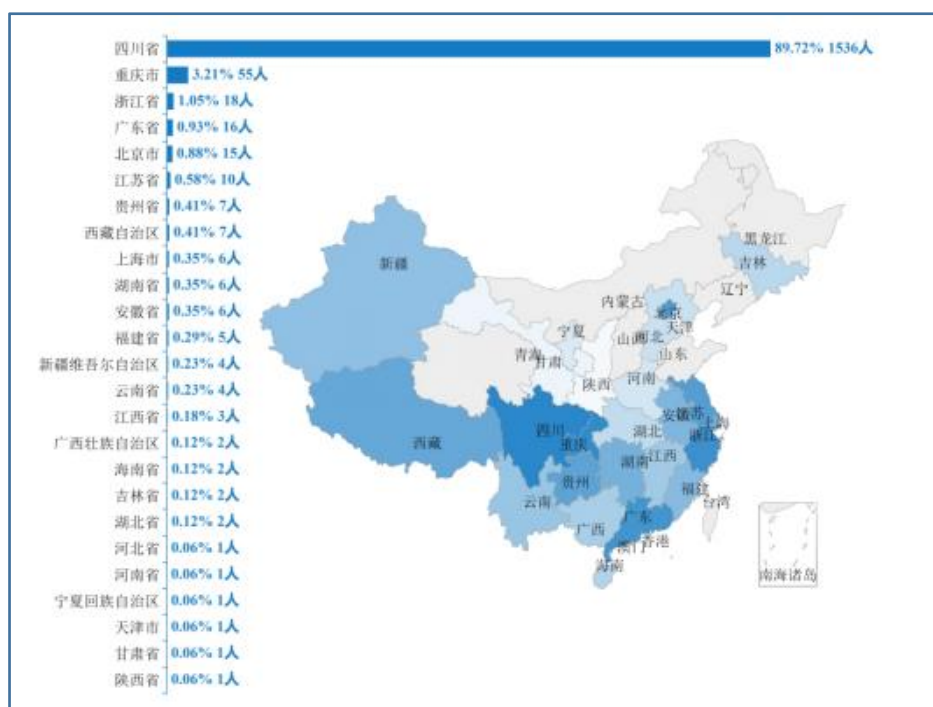 四川省 89.72% 1536人
重庆市 3.21% 55人
浙江省 1.05% 18人
广东省 0.93% 16人
北京市 0.88% 15人
江苏省 0.58% 10人
贵州省 0.41% 7人
西藏自治区 0.41% 7人
上海市 0.35% 6人
湖南省 0.35% 6人
安徽省 0.35% 6人
福建省 0.29% 5人
新疆维吾尔自治区 0.23% 4人
云南省 0.23% 4人
江西省 0.18% 3人
广西壮族自治区 0.12% 2人
海南省 0.12% 2人
吉林省 0.12% 2人
湖北省 0.12% 2人
河北省 0.06% 1人
河南省 0.06% 1人
宁夏回族自治区 0.06% 1人
天津市 0.06% 1人
甘肃省 0.06% 1人
陕西省 0.06% 1人
黑龙江
新疆
吉林
辽宁
内蒙古
北京
天津
宁夏
山西
河北
青海
甘肃
山东
陕西
河南
安徽
江苏
上海
四川
重庆
湖北
浙江
西藏
湖南
江西
贵州
福建
云南
台湾
广西
广东
香港
澳门
海南
南海诸岛